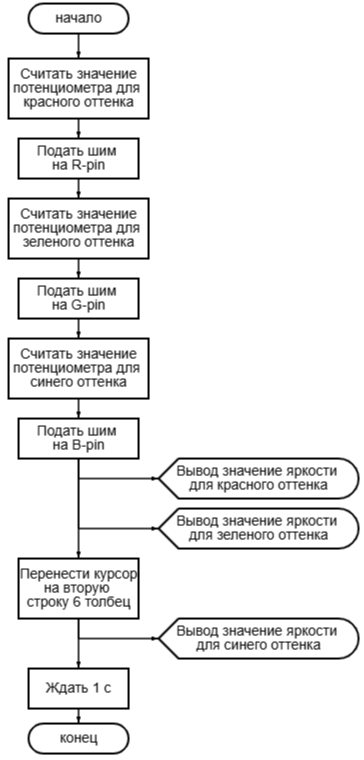 начало
Считать значение
потенциометра для
красного оттенка
Подать шим
на R-pin
Считать значение
потенциометра для
зеленого оттенка
Подать шим
на G-pin
Считать значение
потенциометра для
синего оттенка
Подать шим
на B-pin
Вывод значение яркости
для красного оттенка
Вывод значение яркости
для зеленого оттенка
Перенести курсор
на вторую
строку 6 толбец
Вывод значение яркости
для синего оттенка
Ждать 1 с
конец